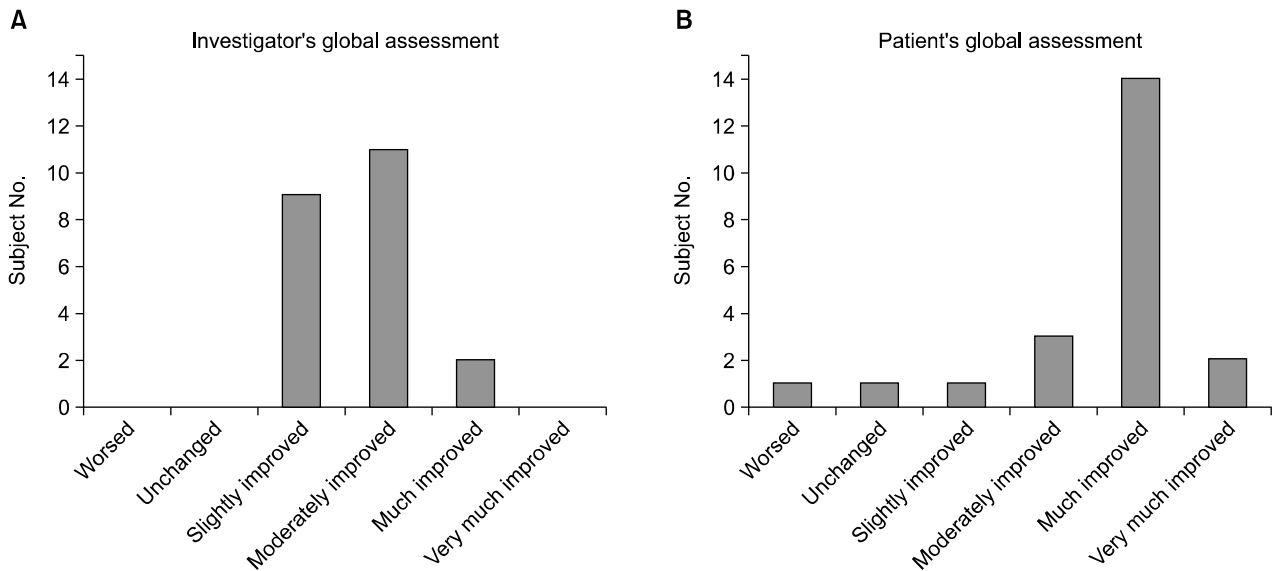 A
Investigator's global assessment
Subject No.
14
12
10
8
6
4
2
0
Worsed
Unchanged
Slightly improved
Moderately improved
Much improved
Very much improved
B
Patient's global assessment
Subject No.
14
12
10
8
6
4
2
0
Worsed
Unchanged
Slightly improved
Moderately improved
Much improved
Very much improved